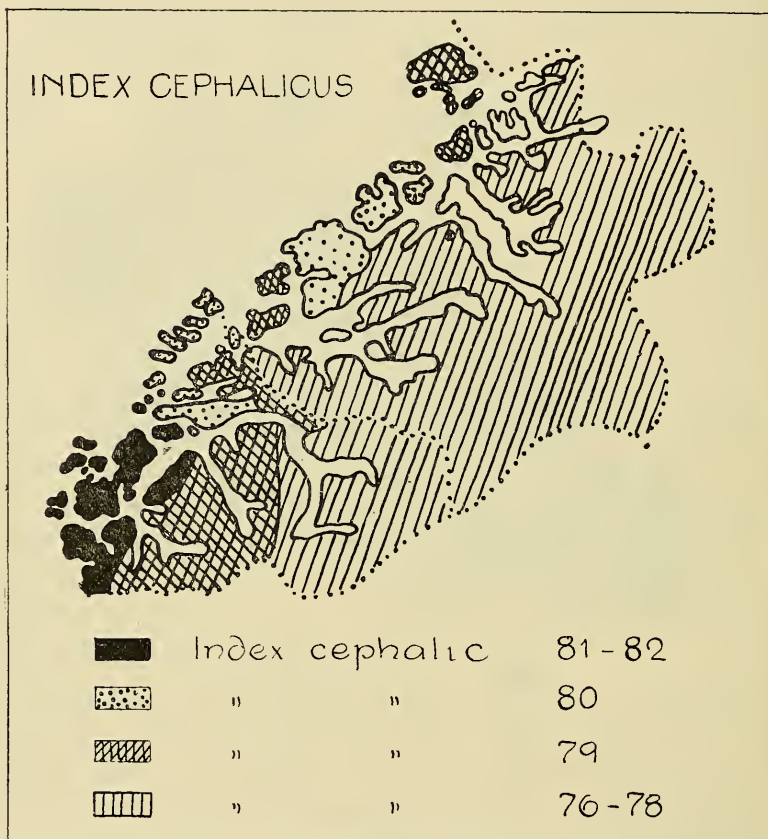 INDEX CEPHALICUS
Index cephalic 81-82
" " 80
" " 79
" " 76-78